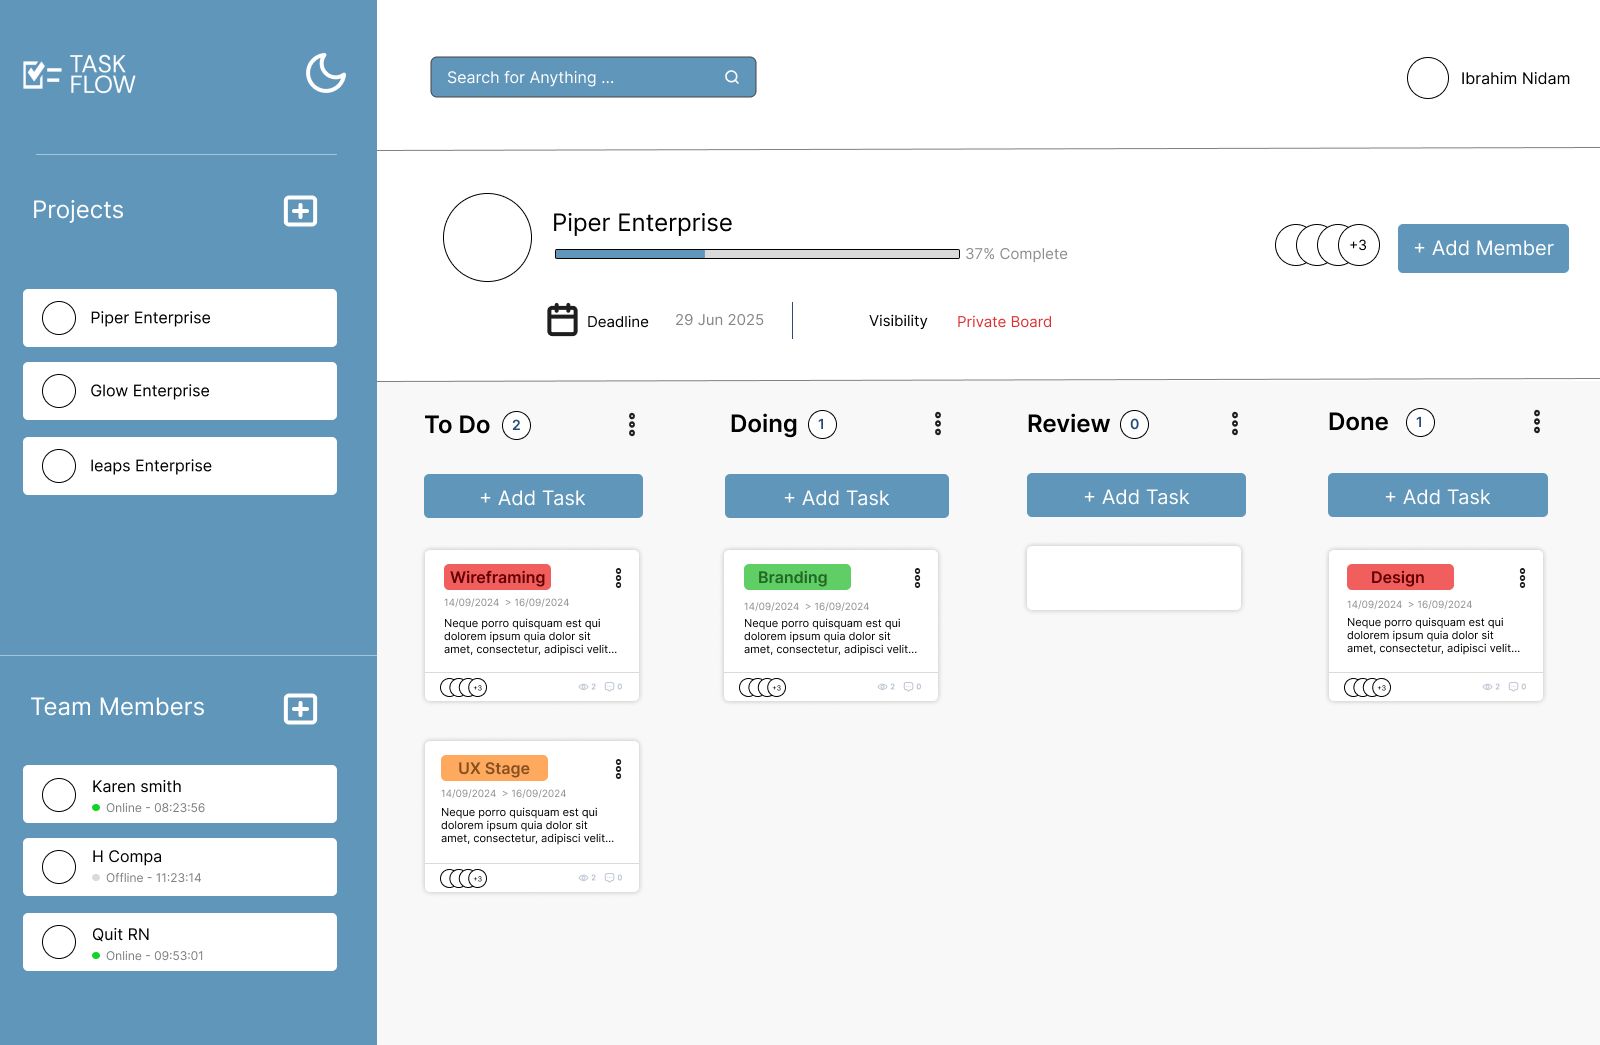 TASK
FLOW
Projects
Piper Enterprise
Glow Enterprise
leaps Enterprise
Team Members
Karen smith
Online - 08:23:56
H Compa
Offline - 11:23:14
Quit RN
Online - 09:53:01
Search for Anything ...
Ibrahim Nidam
Piper Enterprise
37% Complete
+3
+ Add Member
Deadline
29 Jun 2025
Visibility
Private Board
To Do 2
+ Add Task
Wireframing
14/09/2024 > 16/09/2024
Neque porro quisquam est qui
dolorem ipsum quia dolor sit
amet, consectetur, adipisci velit...
+3 2 0
UX Stage
14/09/2024 > 16/09/2024
Neque porro quisquam est qui
dolorem ipsum quia dolor sit
amet, consectetur, adipisci velit...
+3 2 0
Doing 1
+ Add Task
Branding
14/09/2024 > 16/09/2024
Neque porro quisquam est qui
dolorem ipsum quia dolor sit
amet, consectetur, adipisci velit...
+3 2 0
Review 0
+ Add Task
Done 1
+ Add Task
Design
14/09/2024 > 16/09/2024
Neque porro quisquam est qui
dolorem ipsum quia dolor sit
amet, consectetur, adipisci velit...
+3 2 0